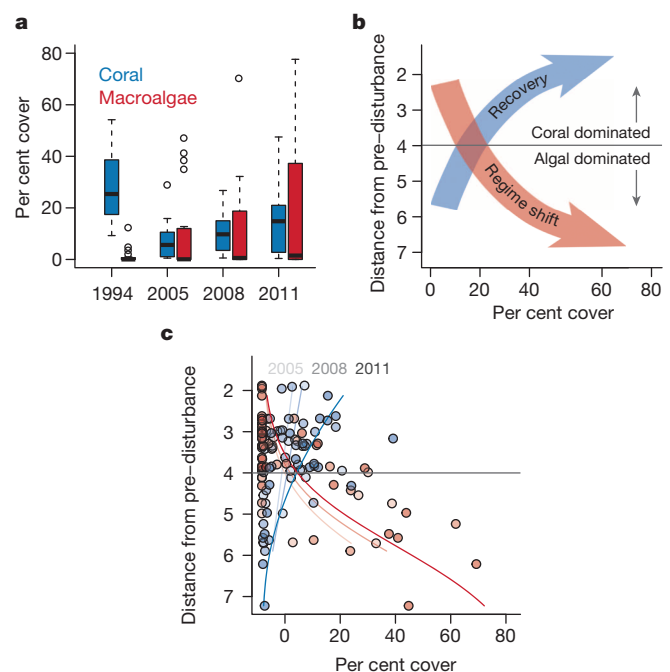 a
80
60
40
20
0
Per cent cover
Coral
Macroalgae
1994 2005 2008 2011
b
2
3
4
5
6
7
Distance from pre–disturbance
Recovery
Regime shift
Coral dominated
Algal dominated
0 20 60 80
Per cent cover
c
2005 2008 2011
2
3
4
5
6
7
Distance from pre–disturbance
0 20 40 60 80
Per cent cover